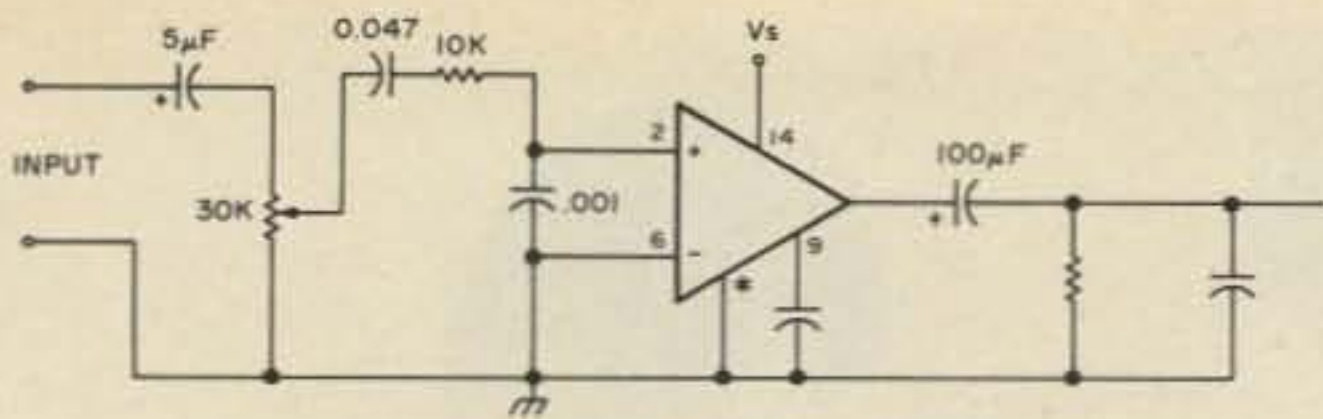 5µF
0.047
10K
Vs
INPUT
30K
.001
2
+
14
6
-
*
9
100µF
+
+